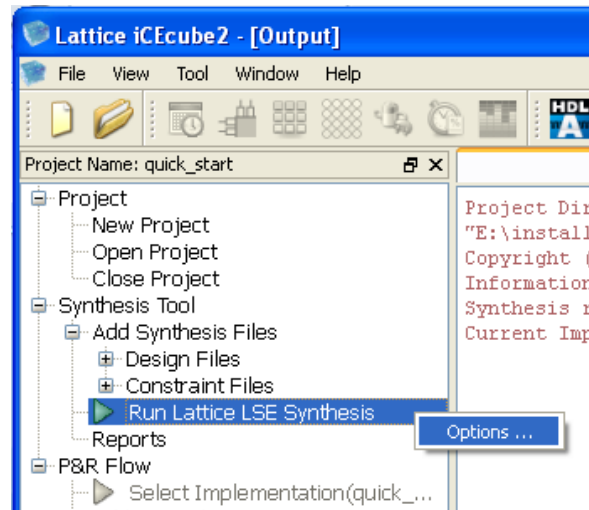 Lattice iCEcube2 - [Output]
File View Tool Window Help
HDL
A
Project Name: quick_start
Project
New Project
Open Project
Close Project
Synthesis Tool
Add Synthesis Files
Design Files
Constraint Files
Run Lattice LSE Synthesis
Options ...
Reports
P&R Flow
Select Implementation(quick_...
Project Dir
"E:\install
Copyright (
Information
Synthesis r
Current Imp